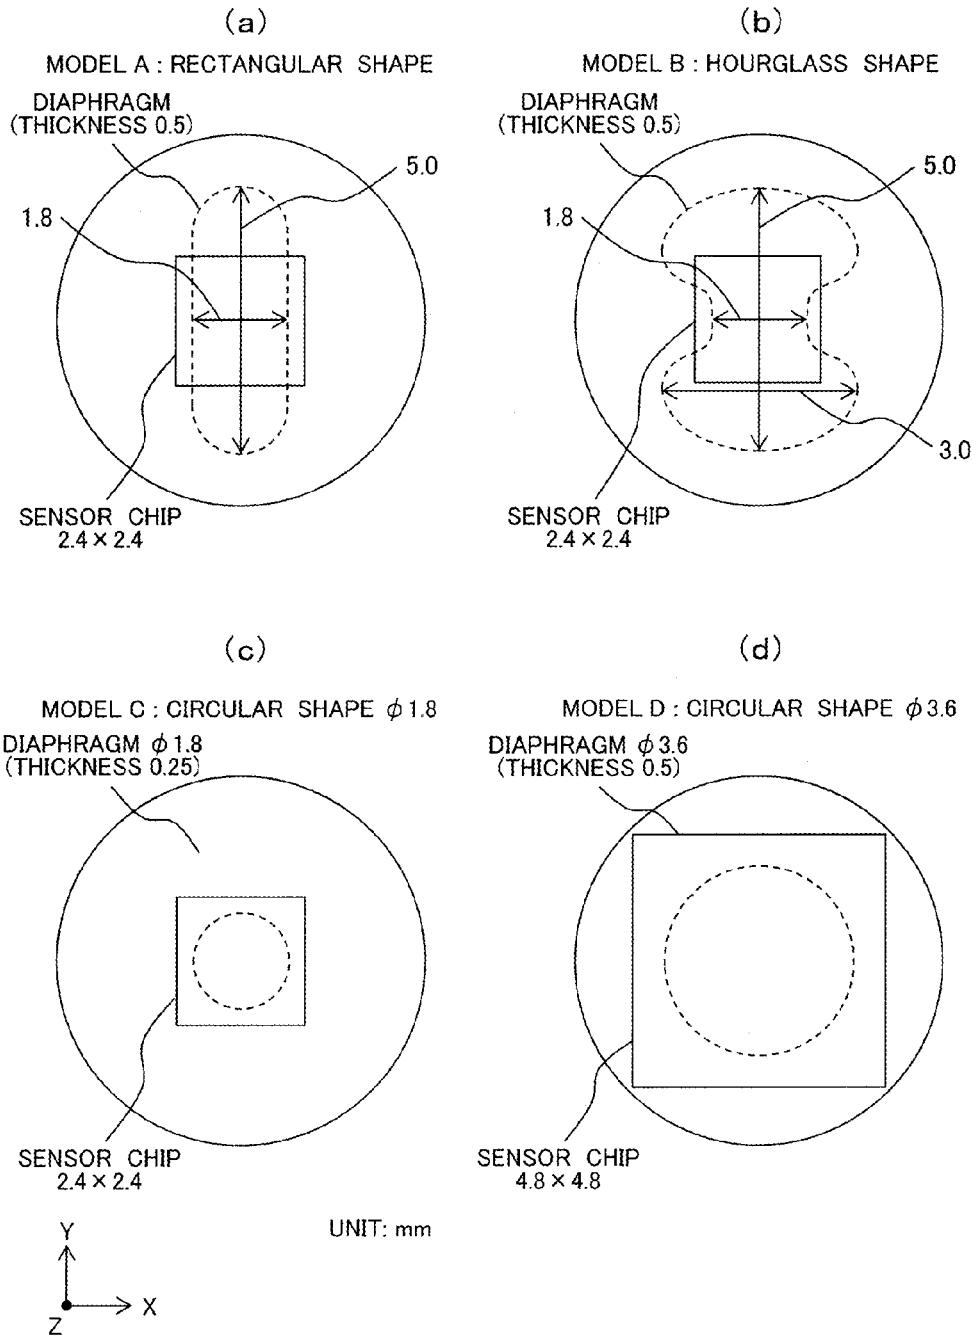 (a)
MODEL A : RECTANGULAR SHAPE
DIAPHRAGM
(THICKNESS 0.5)
5.0
1.8
SENSOR CHIP
2.4 × 2.4
(b)
MODEL B : HOURGLASS SHAPE
DIAPHRAGM
(THICKNESS 0.5)
5.0
1.8
3.0
SENSOR CHIP
2.4 × 2.4
(c)
MODEL C : CIRCULAR SHAPE ϕ1.8
DIAPHRAGM ϕ1.8
(THICKNESS 0.25)
SENSOR CHIP
2.4 × 2.4
(d)
MODEL D : CIRCULAR SHAPE ϕ3.6
DIAPHRAGM ϕ3.6
(THICKNESS 0.5)
SENSOR CHIP
4.8 × 4.8
Y
X
Z
UNIT: mm